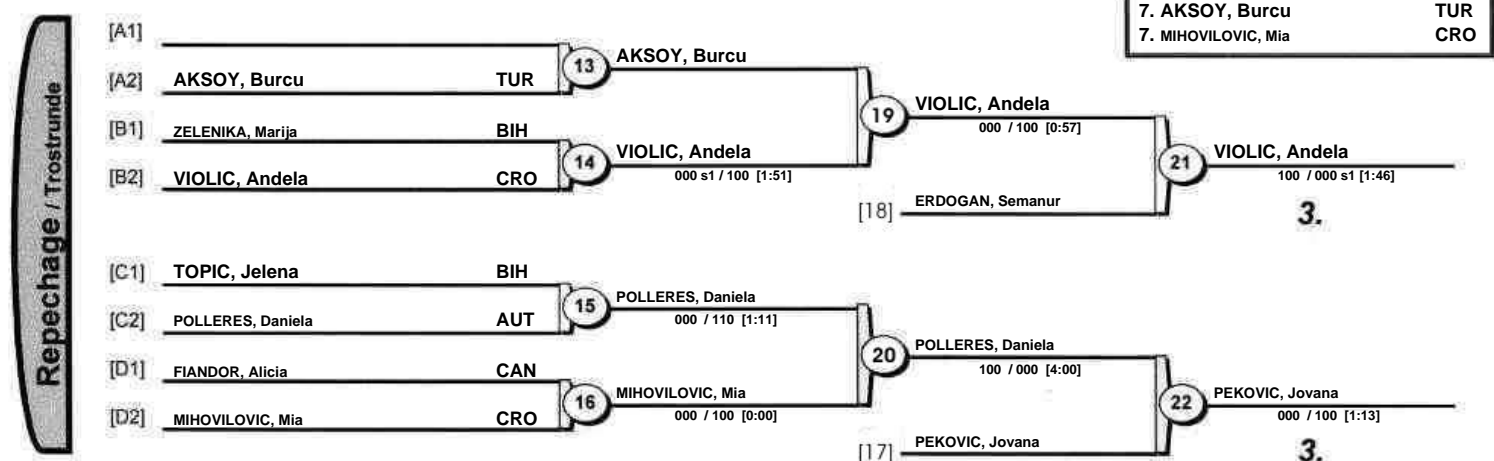 7. AKSOY, Burcu TUR
7. MIHOVILOVIC, Mia CRO
Repechage / Trostrunde
[A1]
[A2] AKSOY, Burcu TUR
13 AKSOY, Burcu
[B1] ZELENIKA, Marija BIH
[B2] VIOLIC, Andela CRO
14 VIOLIC, Andela
000 s1 / 100 [1:51]
19 VIOLIC, Andela
000 / 100 [0:57]
[18] ERDOGAN, Semanur
21 VIOLIC, Andela
100 / 000 s1 [1:46]
3.
[C1] TOPIC, Jelena BIH
[C2] POLLERES, Daniela AUT
15 POLLERES, Daniela
000 / 110 [1:11]
[D1] FIANDOR, Alicia CAN
[D2] MIHOVILOVIC, Mia CRO
16 MIHOVILOVIC, Mia
000 / 100 [0:00]
20 POLLERES, Daniela
100 / 000 [4:00]
[17] PEKOVIC, Jovana
22 PEKOVIC, Jovana
000 / 100 [1:13]
3.